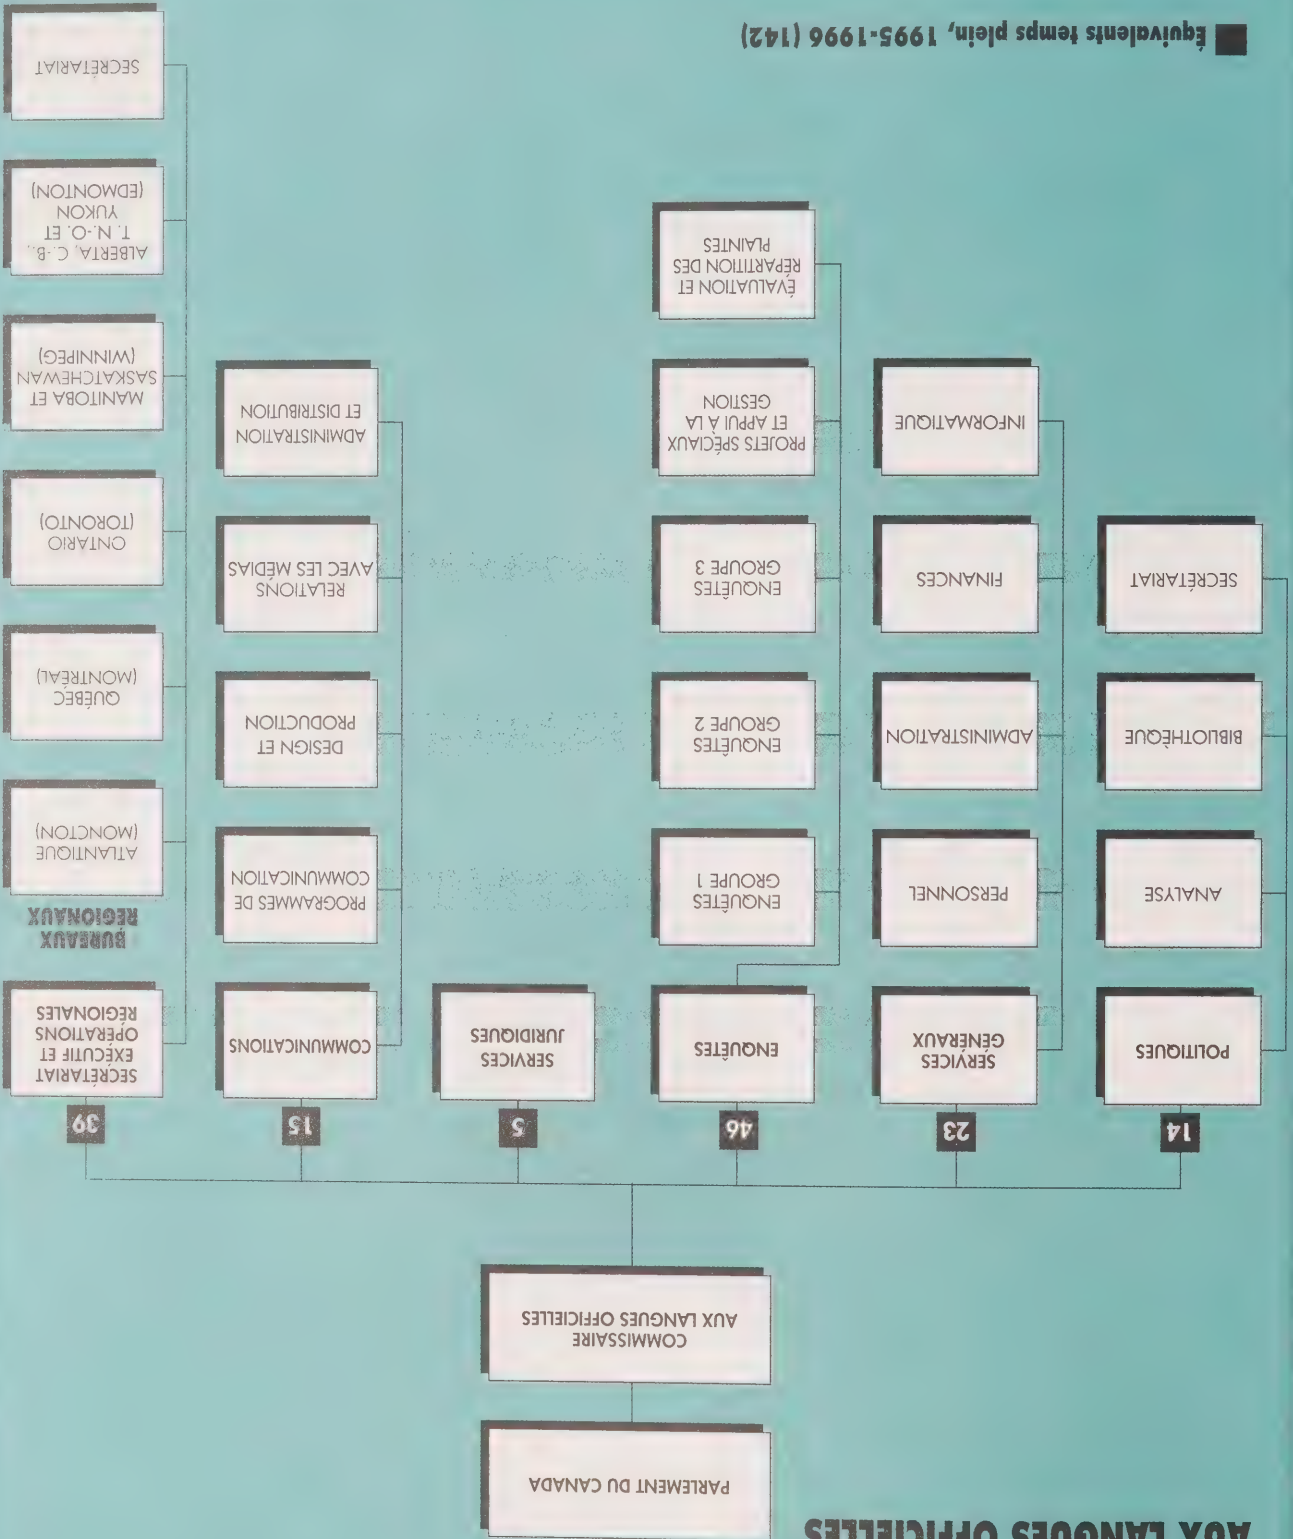 AUX LANGUES OFFICIELLES
PARLEMENT DU CANADA
COMMISSAIRE
AUX LANGUES OFFICIELLES
14
POLITIQUES
ANALYSE
BIBLIOTHÈQUE
SECRÉTARIAT
23
SERVICES
GÉNÉRAUX
PERSONNEL
ADMINISTRATION
FINANCES
INFORMATIQUE
46
ENQUÊTES
ENQUÊTES
GROUPE 1
ENQUÊTES
GROUPE 2
ENQUÊTES
GROUPE 3
PROJETS SPÉCIAUX
ET APPUI À LA
GESTION
ÉVALUATION ET
RÉPARTITION DES
PLAINTES
5
SERVICES
JURIDIQUES
15
COMMUNICATIONS
PROGRAMMES DE
COMMUNICATION
DESIGN ET
PRODUCTION
RELATIONS
AVEC LES MÉDIAS
ADMINISTRATION
ET DISTRIBUTION
39
SECRÉTARIAT
EXÉCUTIF ET
OPÉRATIONS
RÉGIONALES
BUREAUX
RÉGIONAUX
ATLANTIQUE
(MONCTON)
QUÉBEC
(MONTRÉAL)
ONTARIO
(TORONTO)
MANITOBA ET
SASKATCHEWAN
(WINNIPEG)
ALBERTA, C.-B.,
T. N.-O. ET
YUKON
(EDMONTON)
SECRÉTARIAT
Équivalents temps plein, 1995-1996 (142)